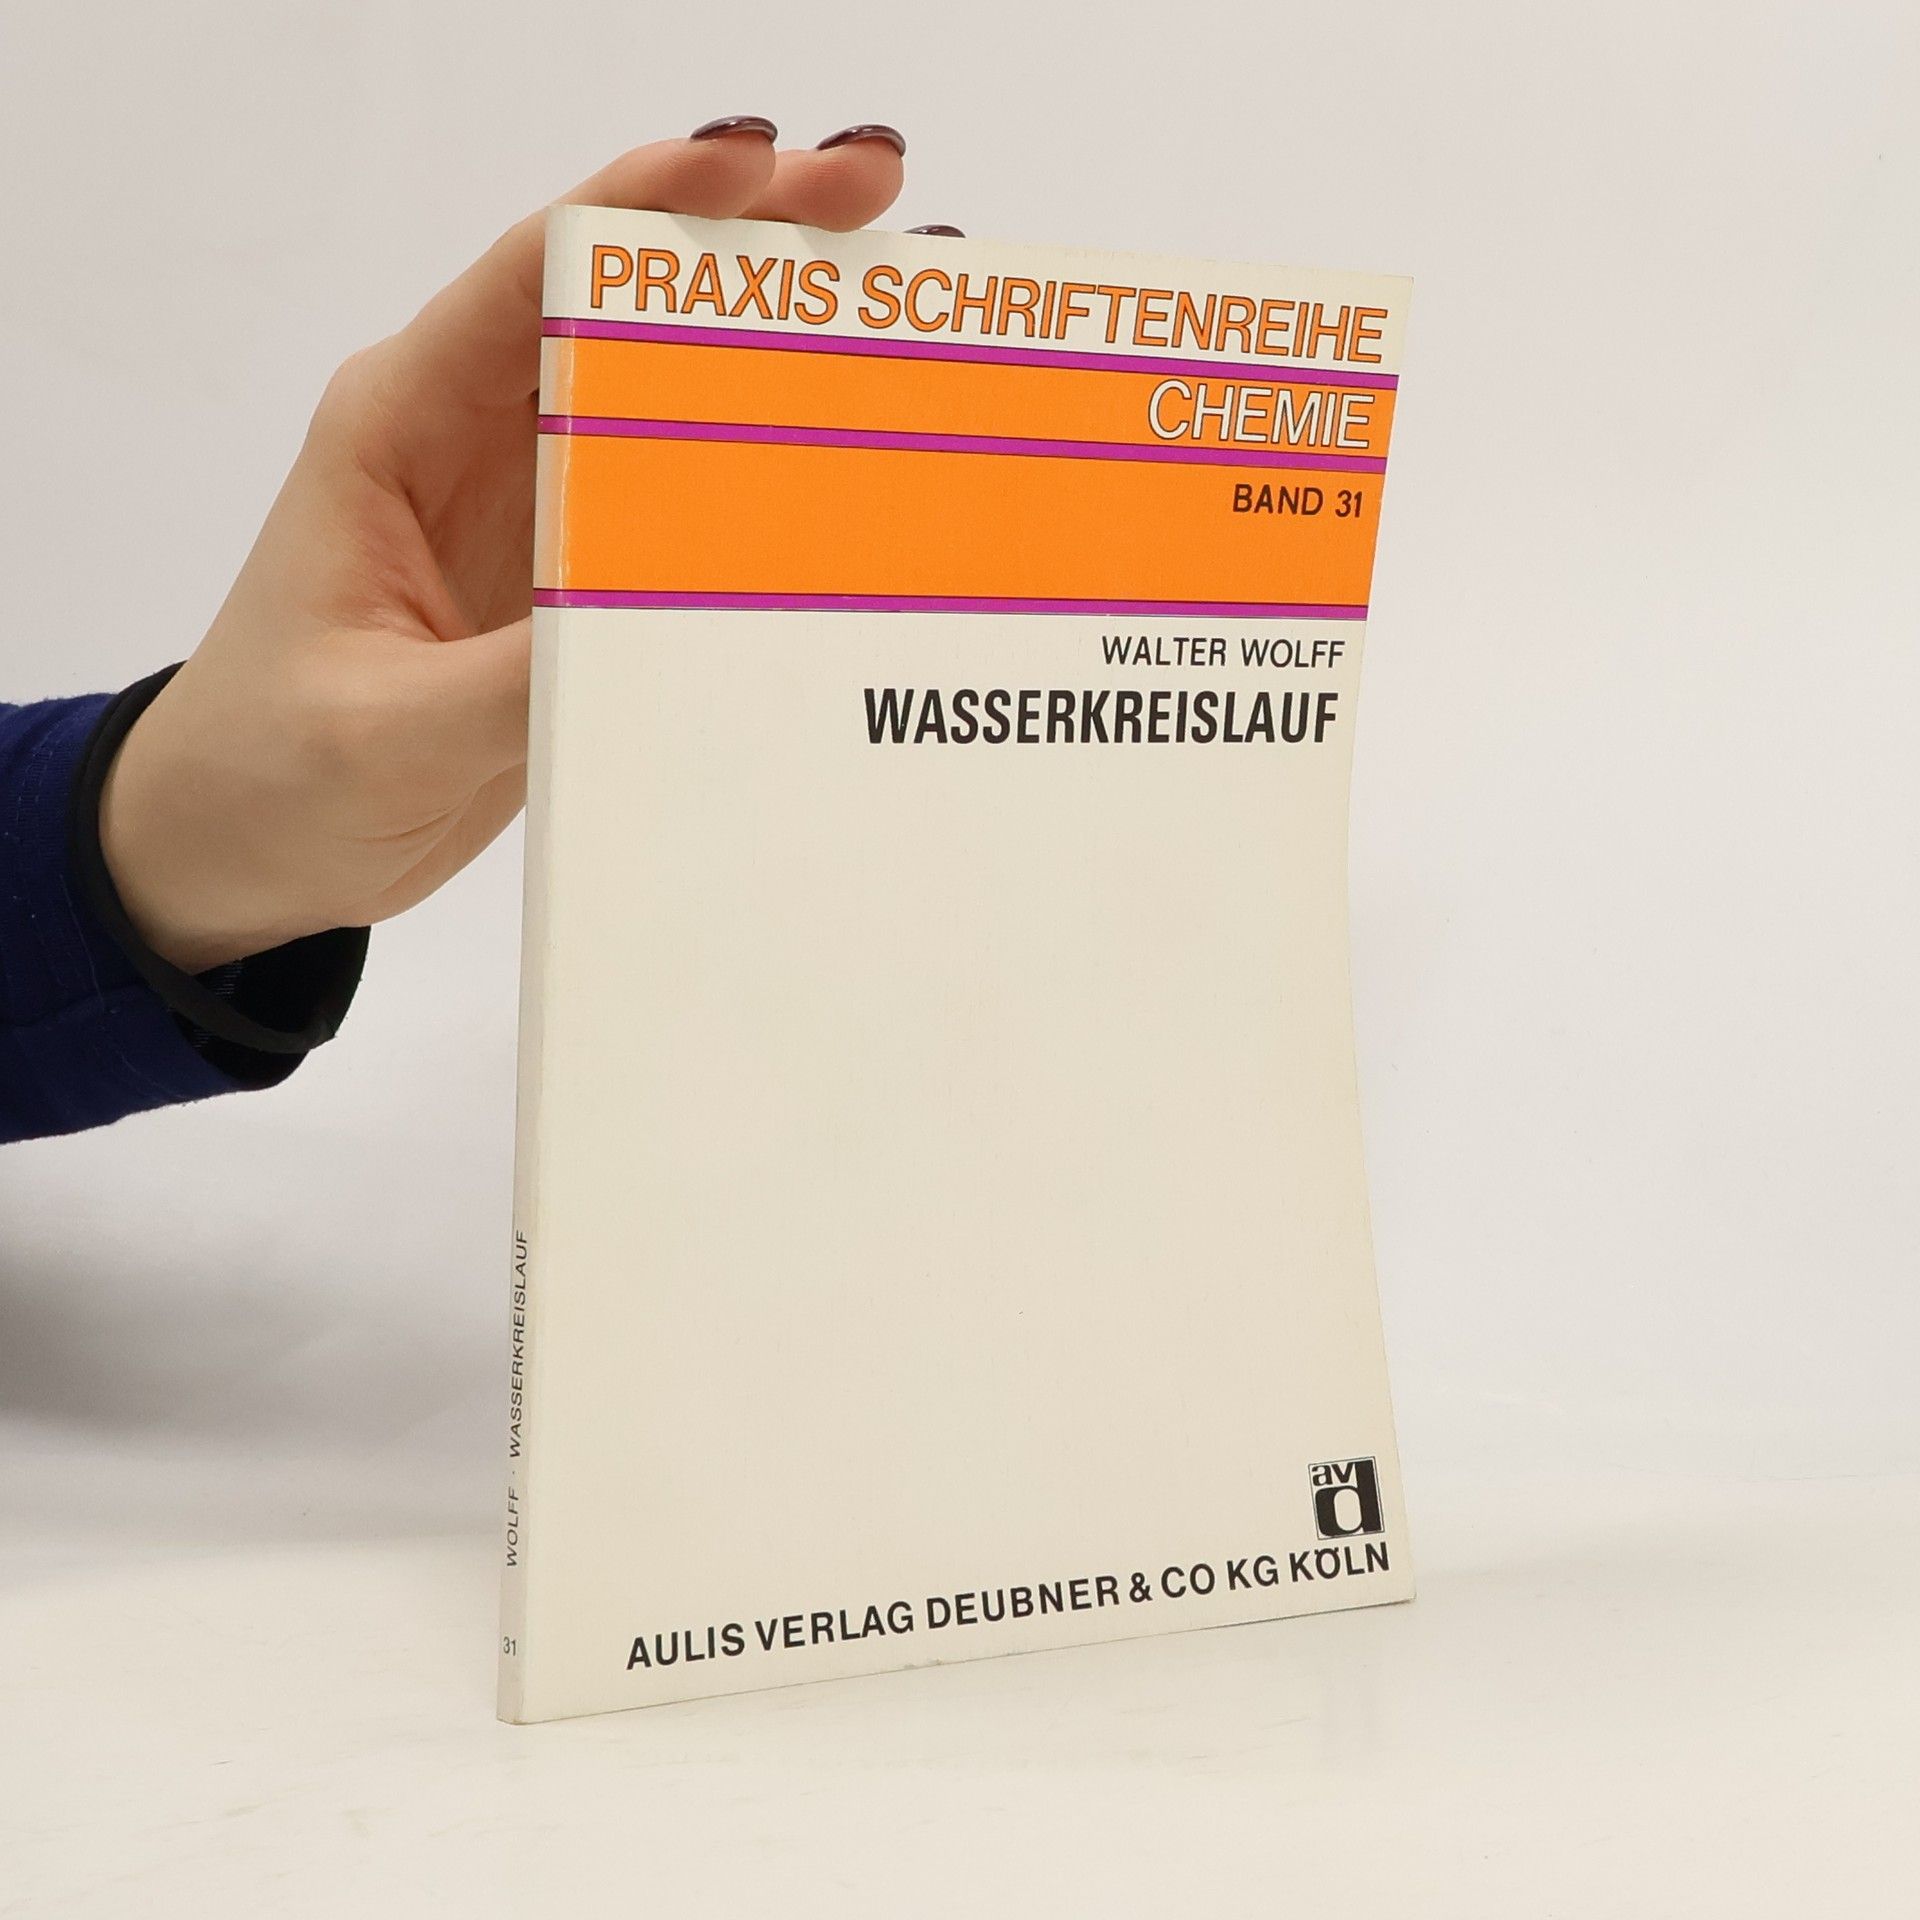 PRAXIS SCHRIFTENREIHE
CHEMIE
BAND 31
WALTER WOLFF
WASSERKREISLAUF
avd
AULIS VERLAG DEUBNER & CO KG KÖLN
WOLFF · WASSERKREISLAUF
31